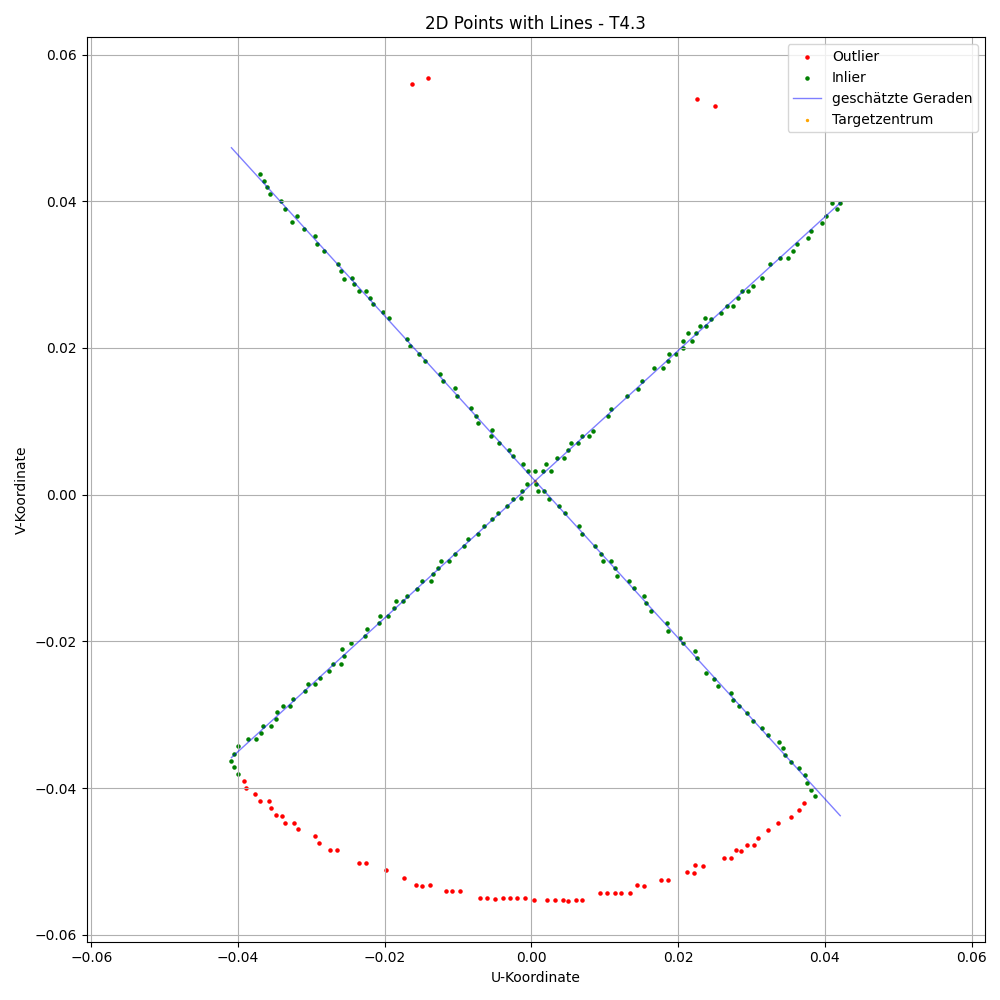 2D Points with Lines - T4.3
Outlier
Inlier
geschätzte Geraden
Targetzentrum
V-Koordinate
0.06
0.04
0.02
0.00
−0.02
−0.04
−0.06
−0.06
−0.04
−0.02
0.00
0.02
0.04
0.06
U-Koordinate